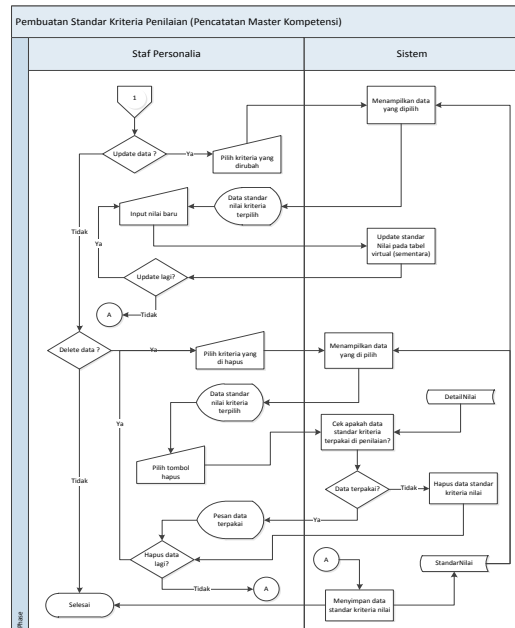 Pembuatan Standar Kriteria Penilaian (Pencatatan Master Kompetensi)
Staf Personalia
Sistem
1
Menampilkan data
yang dipilih
Update data ?
Ya
Pilih kriteria yang
dirubah
Data standar
nilai kriteria
terpilih
Input nilai baru
Tidak
Ya
Update standar
Nilai pada tabel
virtual (sementara)
Update lagi?
A
Tidak
Delete data ?
Ya
Pilih kriteria yang
di hapus
Menampilkan data
yang di pilih
Data standar
nilai kriteria
terpilih
DetailNilai
Ya
Cek apakah data
standar kriteria
terpakai di penilaian?
Pilih tombol
hapus
Tidak
Data terpakai?
Tidak
Hapus data standar
kriteria nilai
Pesan data
terpakai
Ya
Hapus data
lagi?
A
StandarNilai
Tidak
A
Selesai
Menyimpan data
standar kriteria nilai
Phase